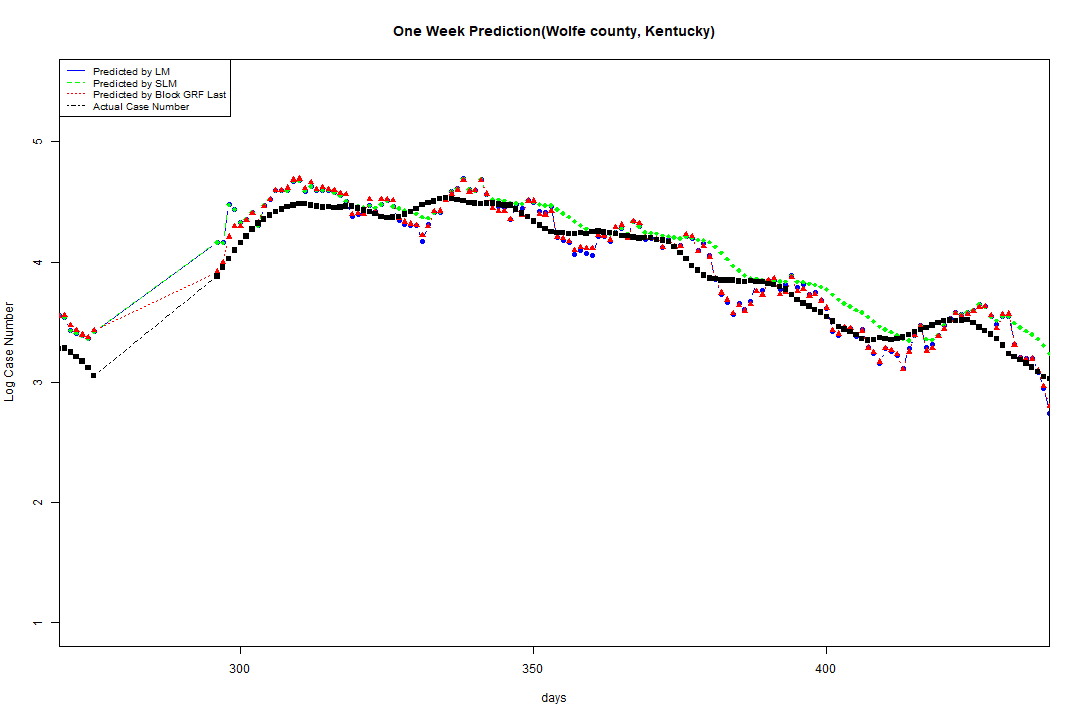 One Week Prediction(Wolfe county, Kentucky)
Predicted by LM
Predicted by SLM
Predicted by Block GRF Last
Actual Case Number
5
4
3
2
1
Log Case Number
300
350
400
days